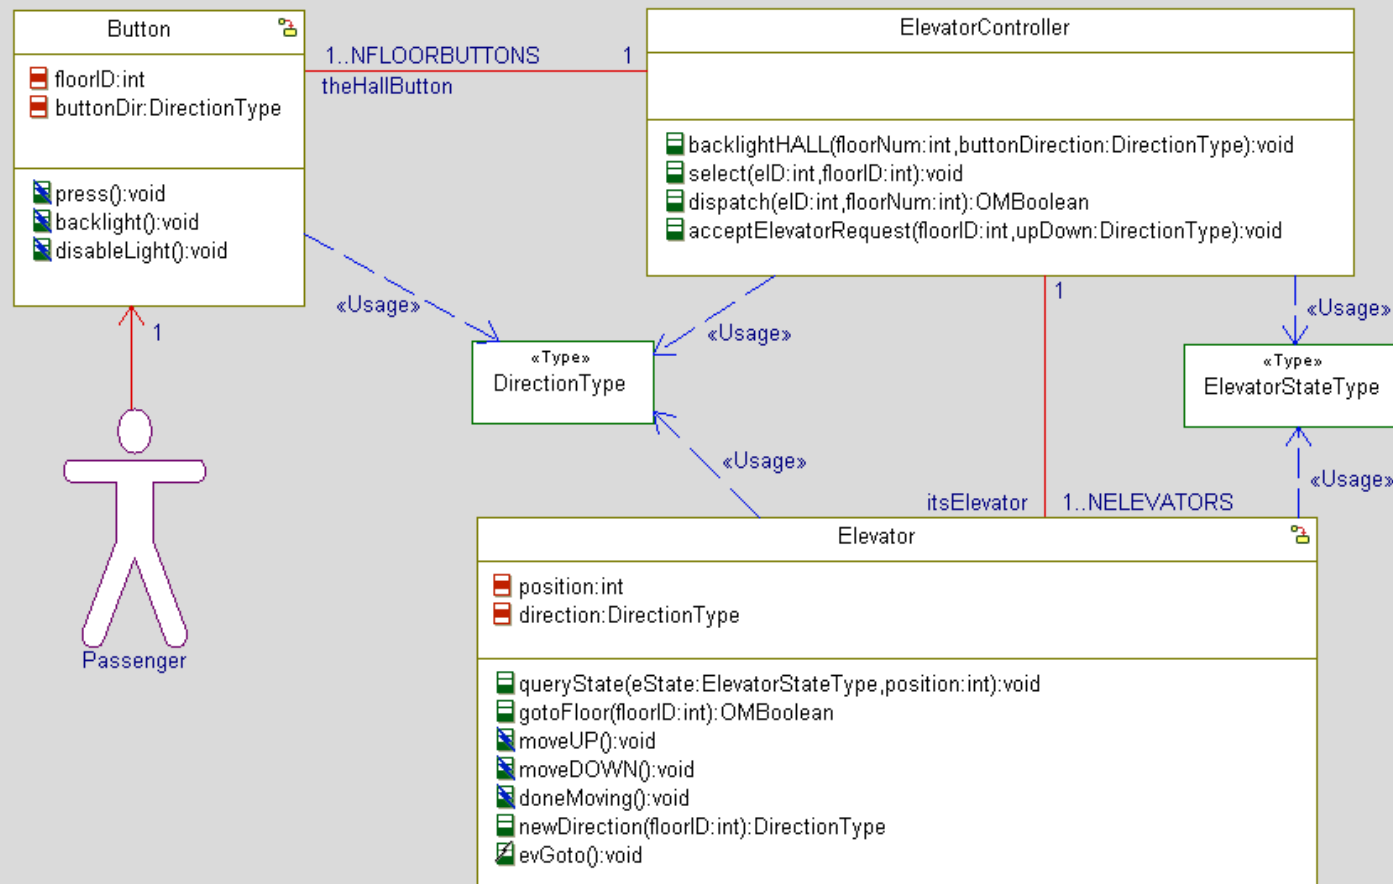 Button
floorID:int
buttonDir:DirectionType
press():void
backlight():void
disableLight():void
1..NFLOORBUTTONS
1
theHallButton
ElevatorController
backlightHALL(floorNum:int,buttonDirection:DirectionType):void
select(eID:int,floorID:int):void
dispatch(eID:int,floorNum:int):OMBoolean
acceptElevatorRequest(floorID:int,upDown:DirectionType):void
«Usage»
«Usage»
1
«Usage»
1
«Type»
DirectionType
«Type»
ElevatorStateType
«Usage»
«Usage»
itsElevator
1..NELEVATORS
Passenger
Elevator
position:int
direction:DirectionType
queryState(eState:ElevatorStateType,position:int):void
gotoFloor(floorID:int):OMBoolean
moveUP():void
moveDOWN():void
doneMoving():void
newDirection(floorID:int):DirectionType
evGoto():void